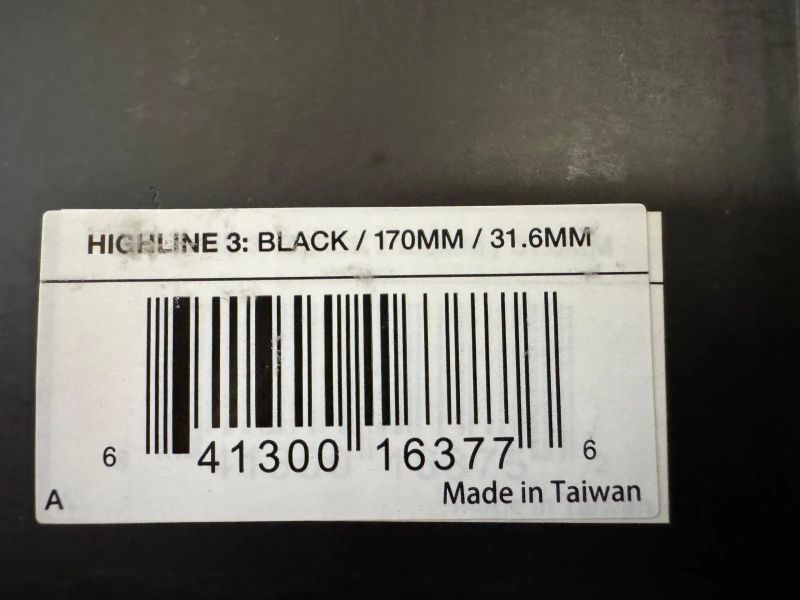 HIGHLINE 3: BLACK / 170MM / 31.6MM
6 41300 16377 6
A Made in Taiwan